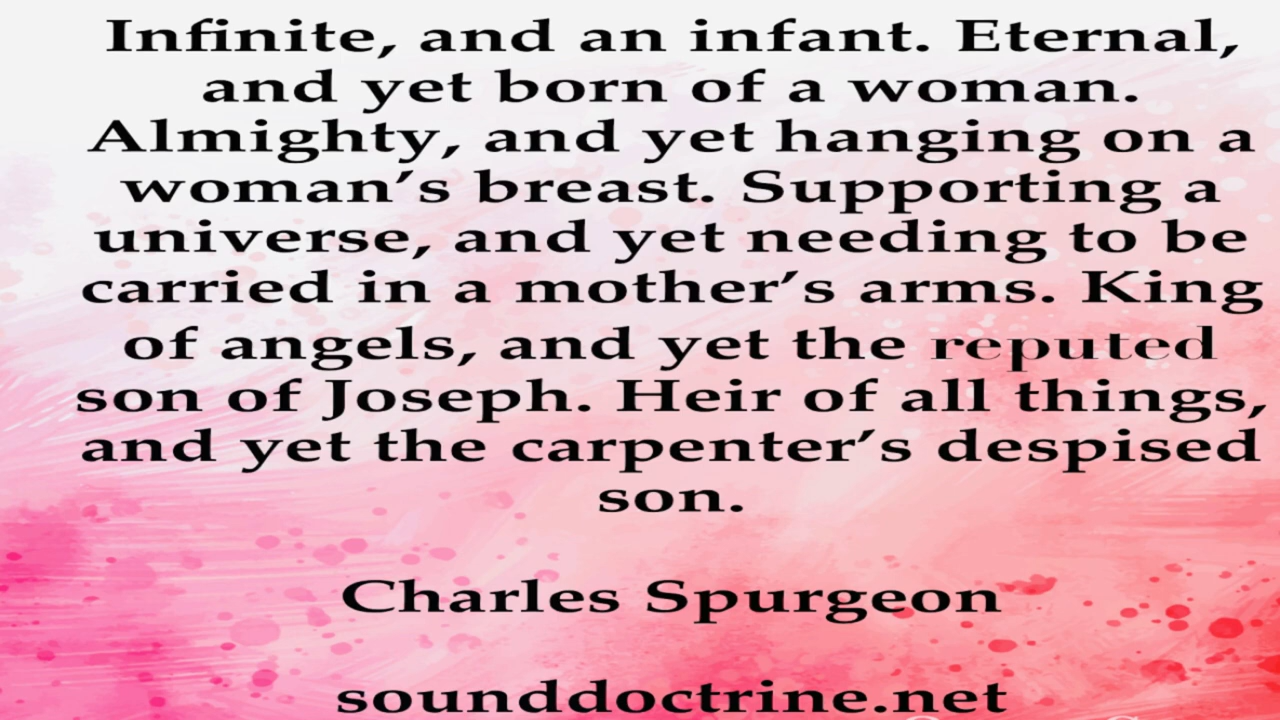 Infinite, and an infant. Eternal,
and yet born of a woman.
Almighty, and yet hanging on a
woman’s breast. Supporting a
universe, and yet needing to be
carried in a mother’s arms. King
of angels, and yet the reputed
son of Joseph. Heir of all things,
and yet the carpenter’s despised
son.
Charles Spurgeon
sounddoctrine.net